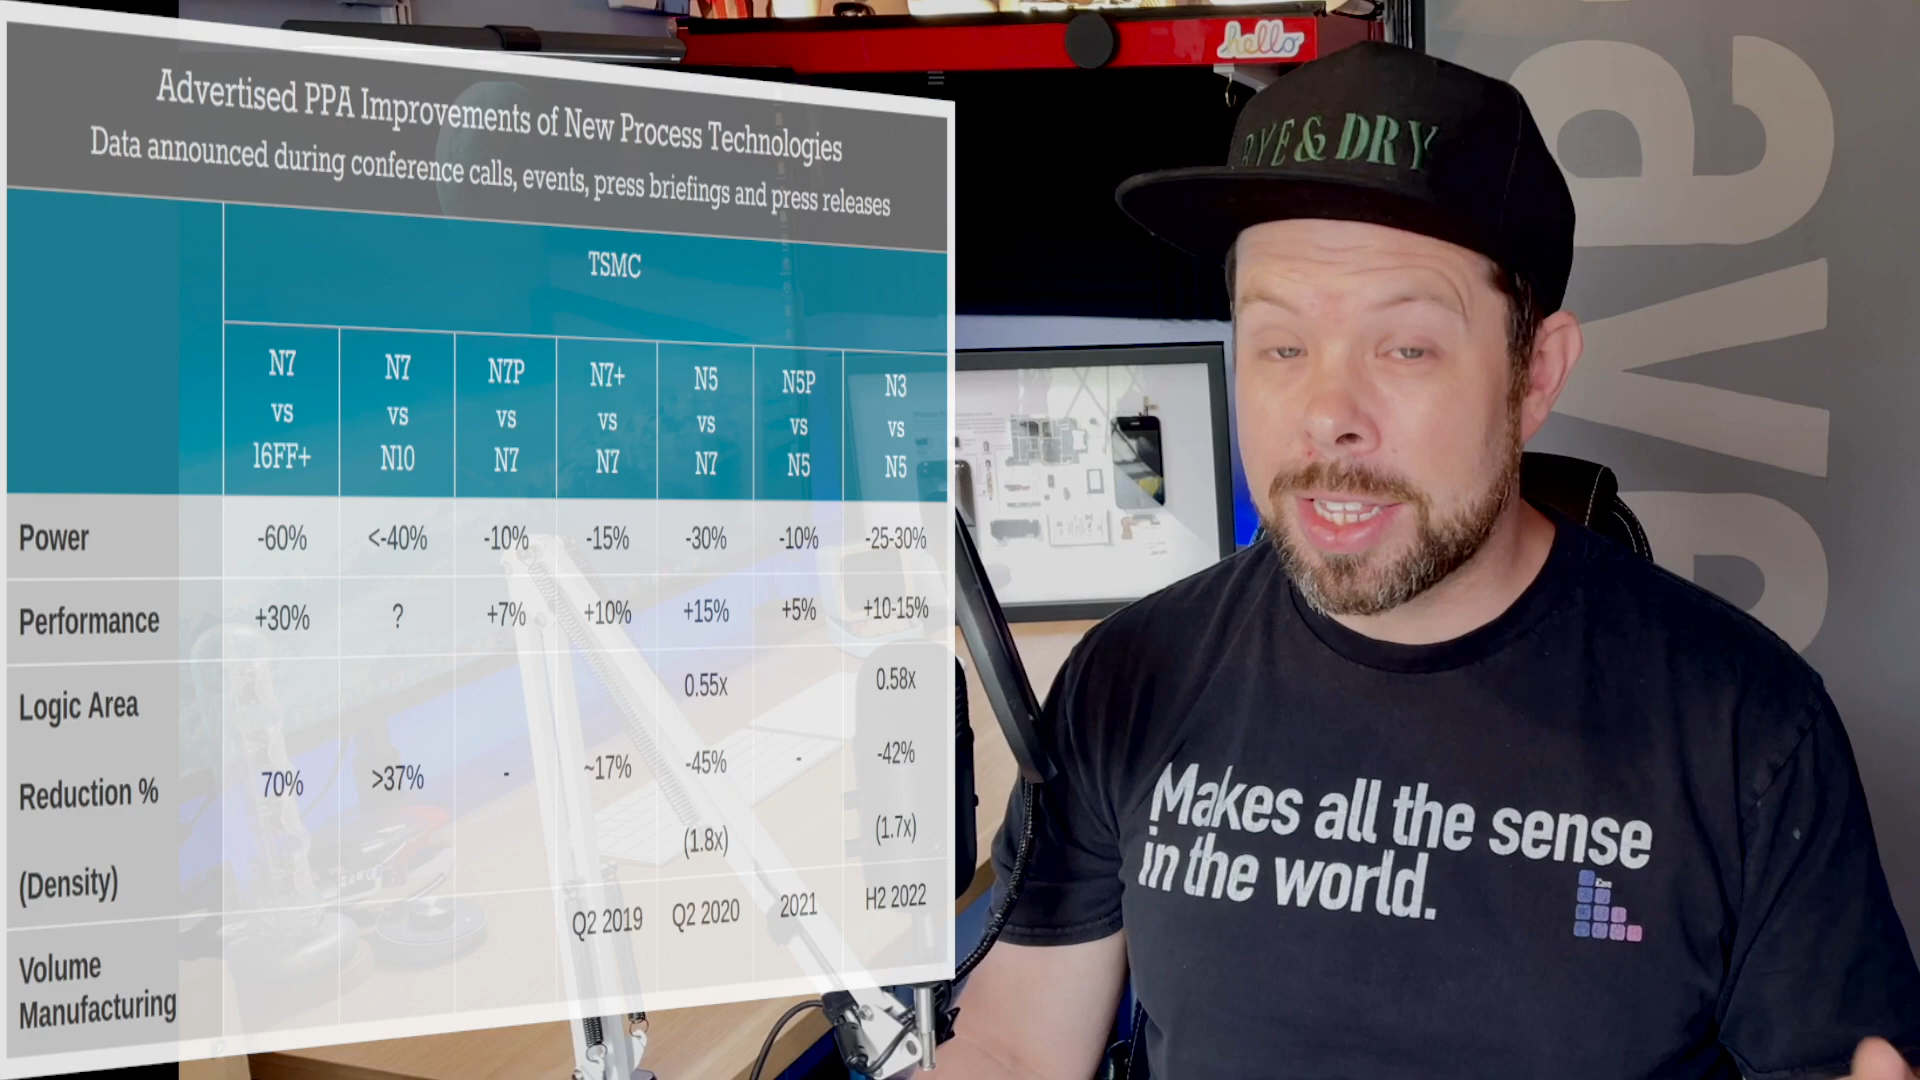 Advertised PPA Improvements of New Process Technologies
Data announced during conference calls, events, press briefings and press releases
TSMC
N7 vs 16FF+
N7 vs N10
N7P vs N7
N7+ vs N7
N5 vs N7
N5P vs N5
N3 vs N5
Power -60% <-40% -10% -15% -30% -10% -25-30%
Performance +30% ? +7% +10% +15% +5% +10-15%
Logic Area Reduction % (Density) 70% >37% - ~17% 0.55x -45% (1.8x) - 0.58x -42% (1.7x)
Volume Manufacturing Q2 2019 Q2 2020 2021 H2 2022
hello
RYE & DRY
Makes all the sense
in the world.